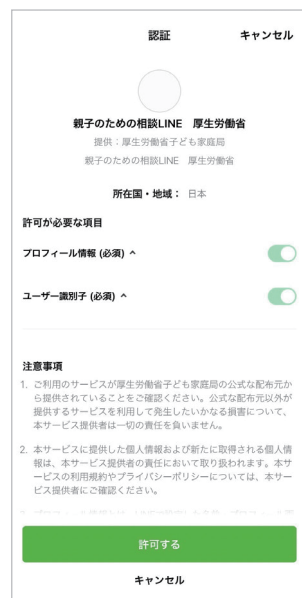 認証 キャンセル
親子のための相談LINE 厚生労働省
提供：厚生労働省子ども家庭局
親子のための相談LINE 厚生労働省
所在国・地域： 日本
許可が必要な項目
プロフィール情報 (必須) ^
ユーザー識別子 (必須) ^
注意事項
1. ご利用のサービスが厚生労働省子ども家庭局の公式な配布元か
ら提供されていることをご確認ください。公式な配布元以外が
提供するサービスを利用して発生したいかなる損害について、
本サービス提供者は一切の責任を負いません。
2. 本サービスに提供した個人情報および新たに取得される個人情
報は、本サービス提供者の責任において取り扱われます。本サ
ービスの利用規約やプライバシーポリシーについては、本サー
ビス提供者にご確認ください。
許可する
キャンセル